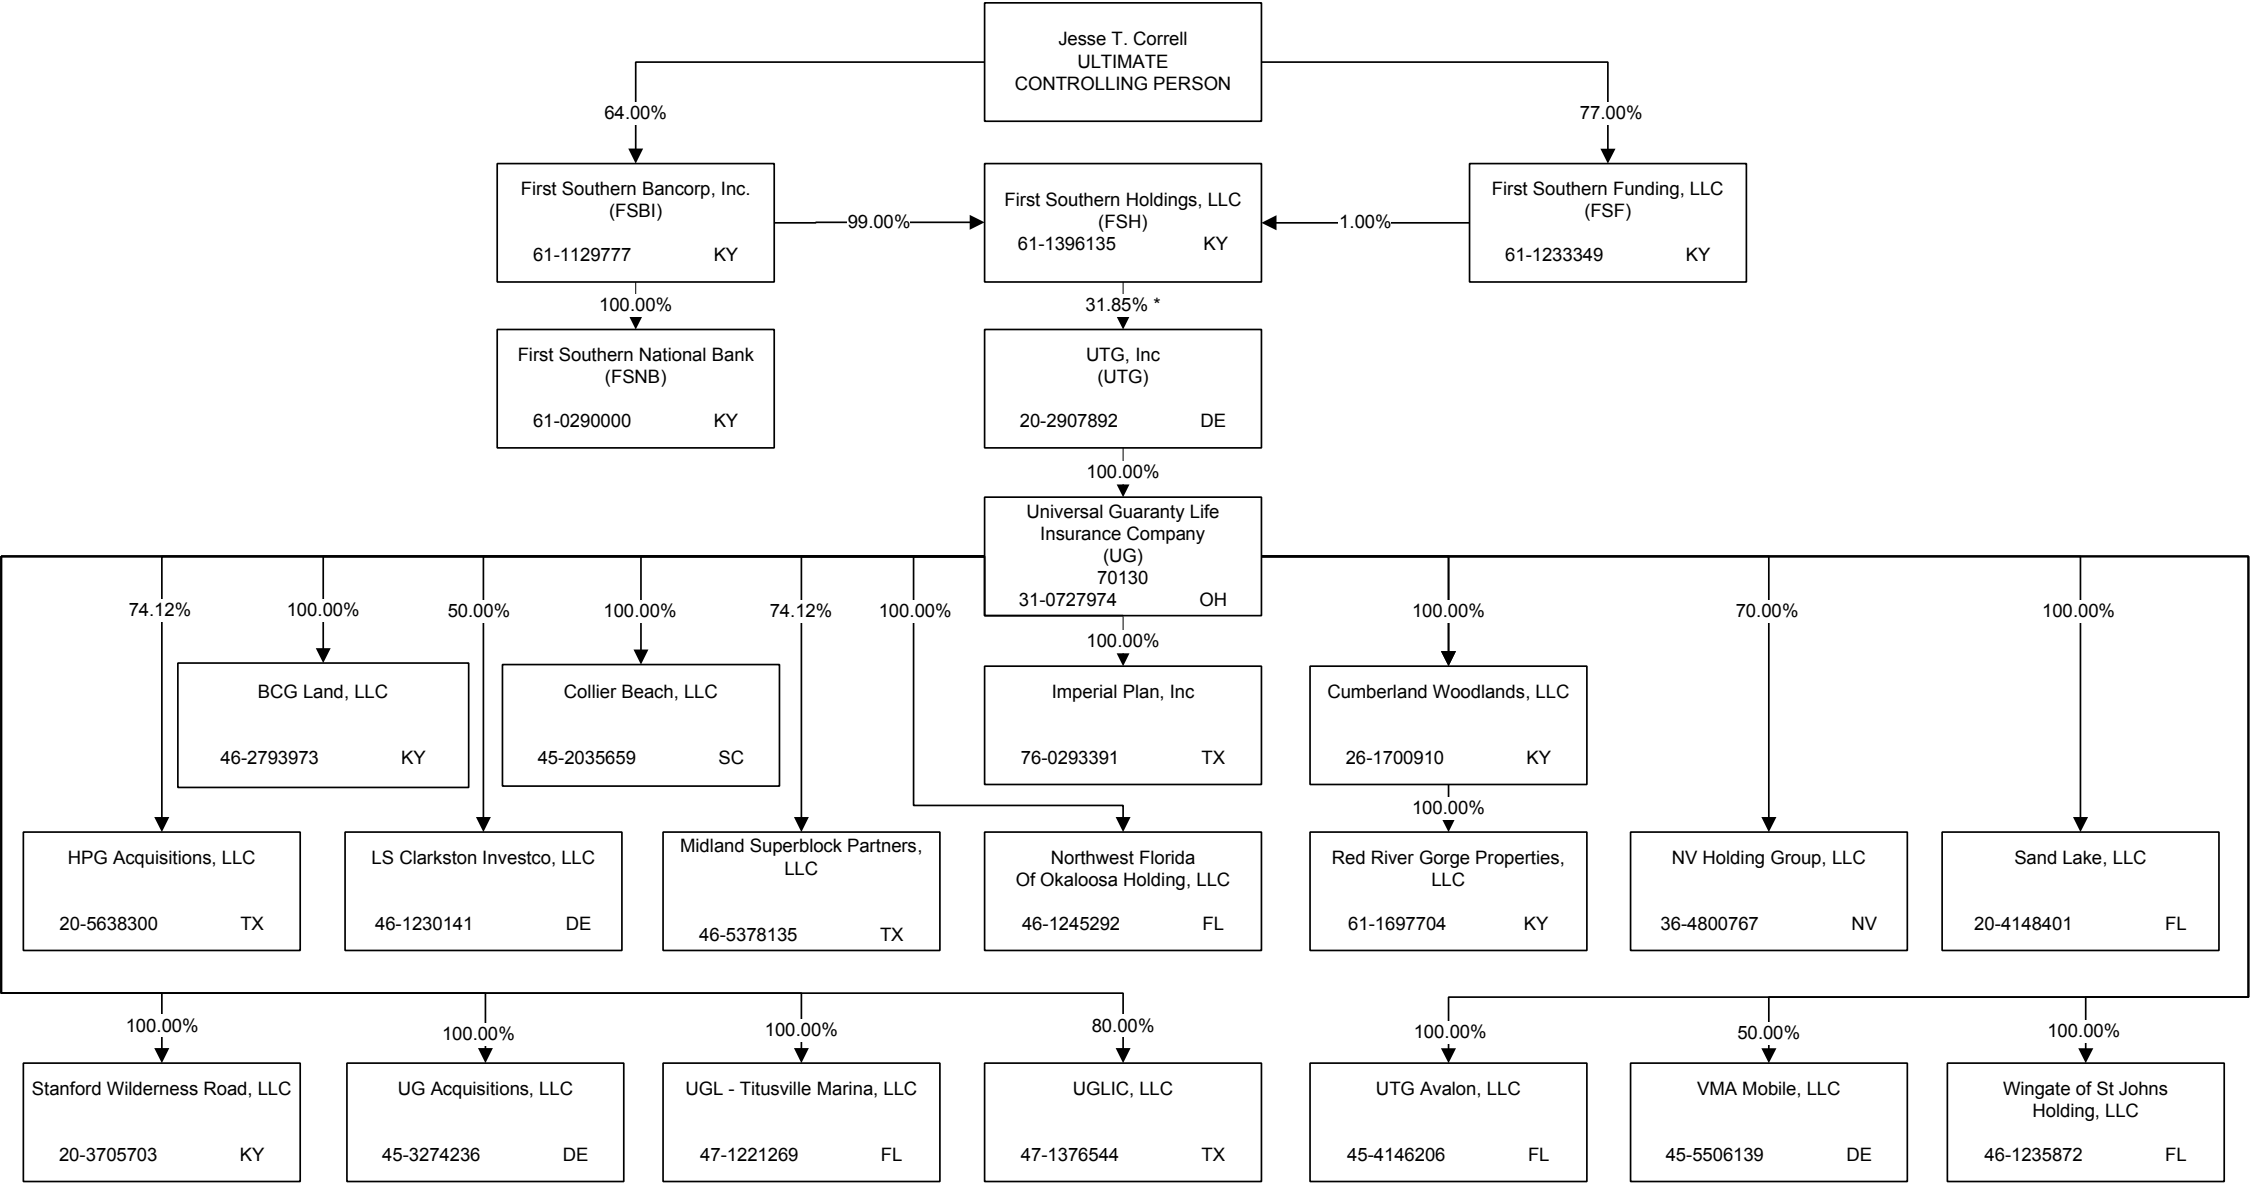 Jesse T. Correll
ULTIMATE
CONTROLLING PERSON
64.00%
77.00%
First Southern Bancorp, Inc.
(FSBI)
61-1129777 KY
99.00%
First Southern Holdings, LLC
(FSH)
61-1396135 KY
1.00%
First Southern Funding, LLC
(FSF)
61-1233349 KY
100.00%
31.85% *
First Southern National Bank
(FSNB)
61-0290000 KY
UTG, Inc
(UTG)
20-2907892 DE
100.00%
Universal Guaranty Life
Insurance Company
(UG)
70130
31-0727974 OH
74.12%
100.00%
50.00%
100.00%
74.12%
100.00%
100.00%
100.00%
70.00%
100.00%
BCG Land, LLC
46-2793973 KY
Collier Beach, LLC
45-2035659 SC
Imperial Plan, Inc
76-0293391 TX
Cumberland Woodlands, LLC
26-1700910 KY
100.00%
HPG Acquisitions, LLC
20-5638300 TX
LS Clarkston Investco, LLC
46-1230141 DE
Midland Superblock Partners,
LLC
46-5378135 TX
Northwest Florida
Of Okaloosa Holding, LLC
46-1245292 FL
Red River Gorge Properties,
LLC
61-1697704 KY
NV Holding Group, LLC
36-4800767 NV
Sand Lake, LLC
20-4148401 FL
100.00%
100.00%
100.00%
80.00%
100.00%
50.00%
100.00%
Stanford Wilderness Road, LLC
20-3705703 KY
UG Acquisitions, LLC
45-3274236 DE
UGL - Titusville Marina, LLC
47-1221269 FL
UGLIC, LLC
47-1376544 TX
UTG Avalon, LLC
45-4146206 FL
VMA Mobile, LLC
45-5506139 DE
Wingate of St Johns
Holding, LLC
46-1235872 FL